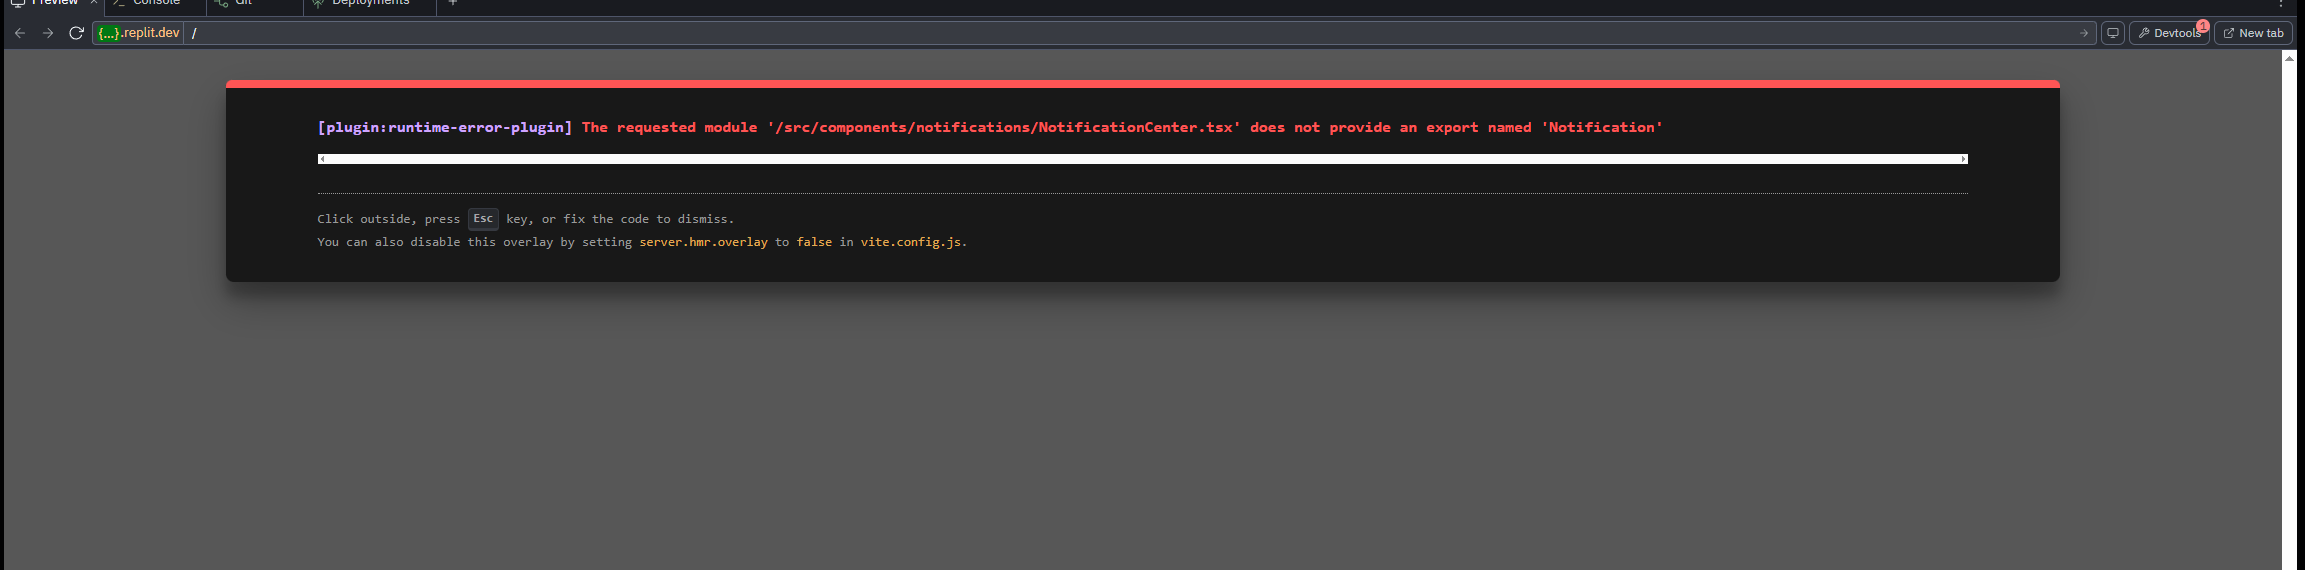 Preview × Console Git Deployments +
{...}.replit.dev / Devtools 1 New tab
[plugin:runtime-error-plugin] The requested module '/src/components/notifications/NotificationCenter.tsx' does not provide an export named 'Notification'
Click outside, press Esc key, or fix the code to dismiss.
You can also disable this overlay by setting server.hmr.overlay to false in vite.config.js.